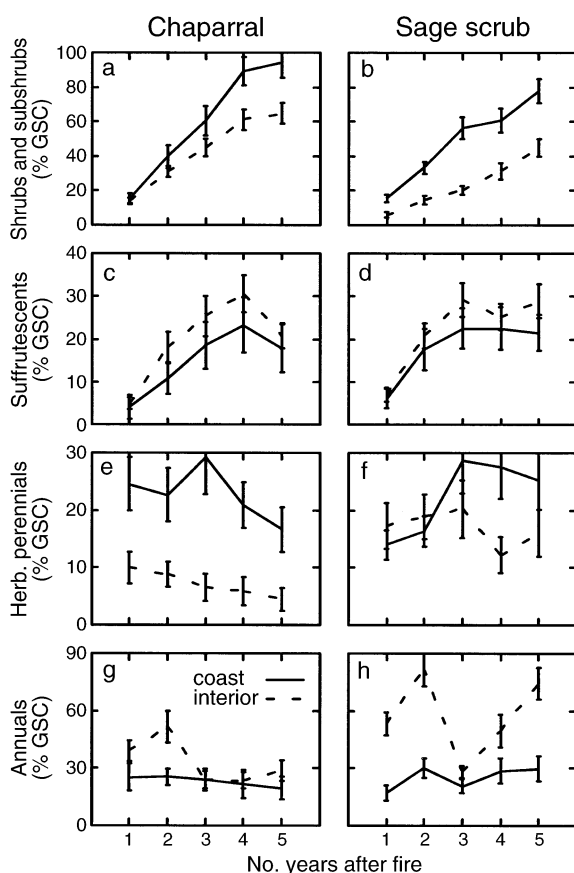 Chaparral
Sage scrub
Shrubs and subshrubs
(% GSC)
100
80
60
40
20
0
a
b
Suffrutescents
(% GSC)
40
30
20
10
0
c
d
Herb. perennials
(% GSC)
30
20
10
0
e
f
Annuals
(% GSC)
90
60
30
0
g
coast
interior
h
1 2 3 4 5
1 2 3 4 5
No. years after fire